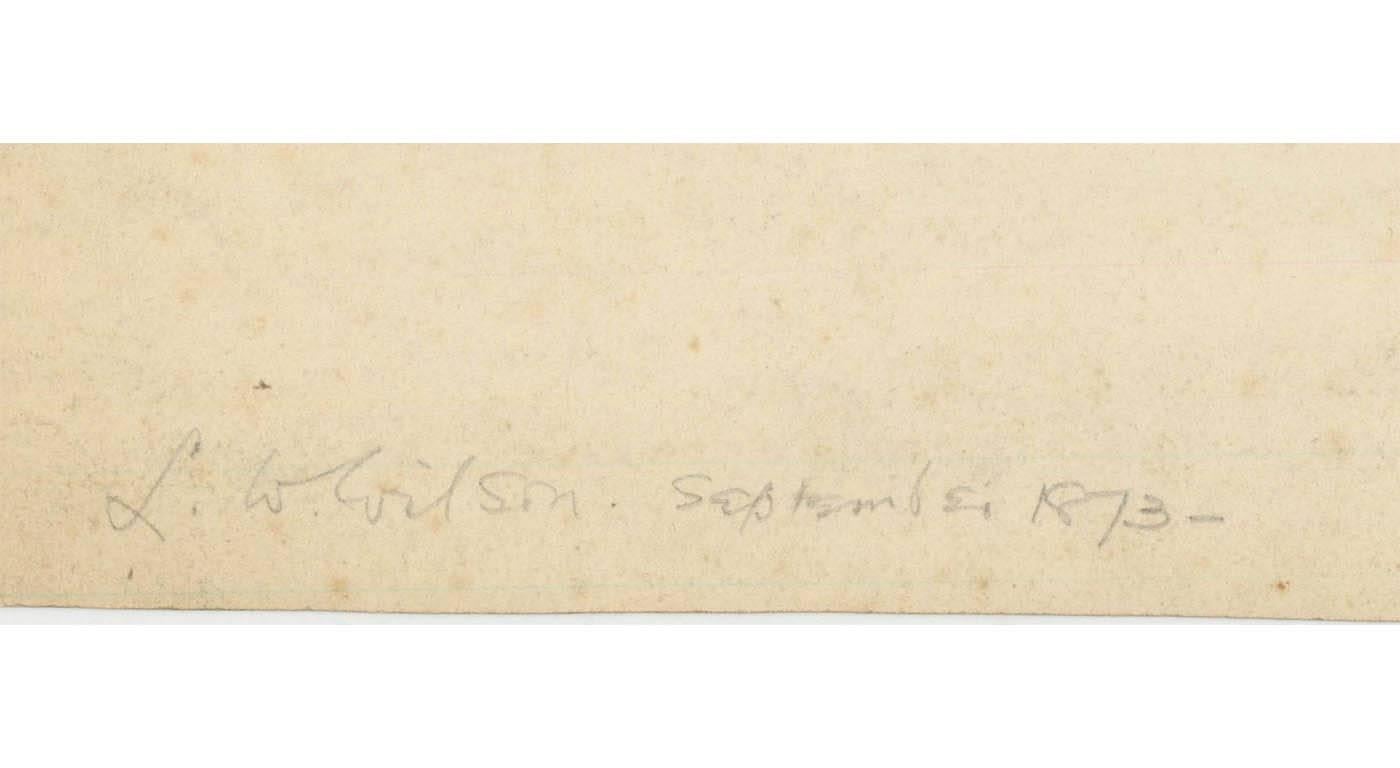 L. W. Wilson. September 1873 -